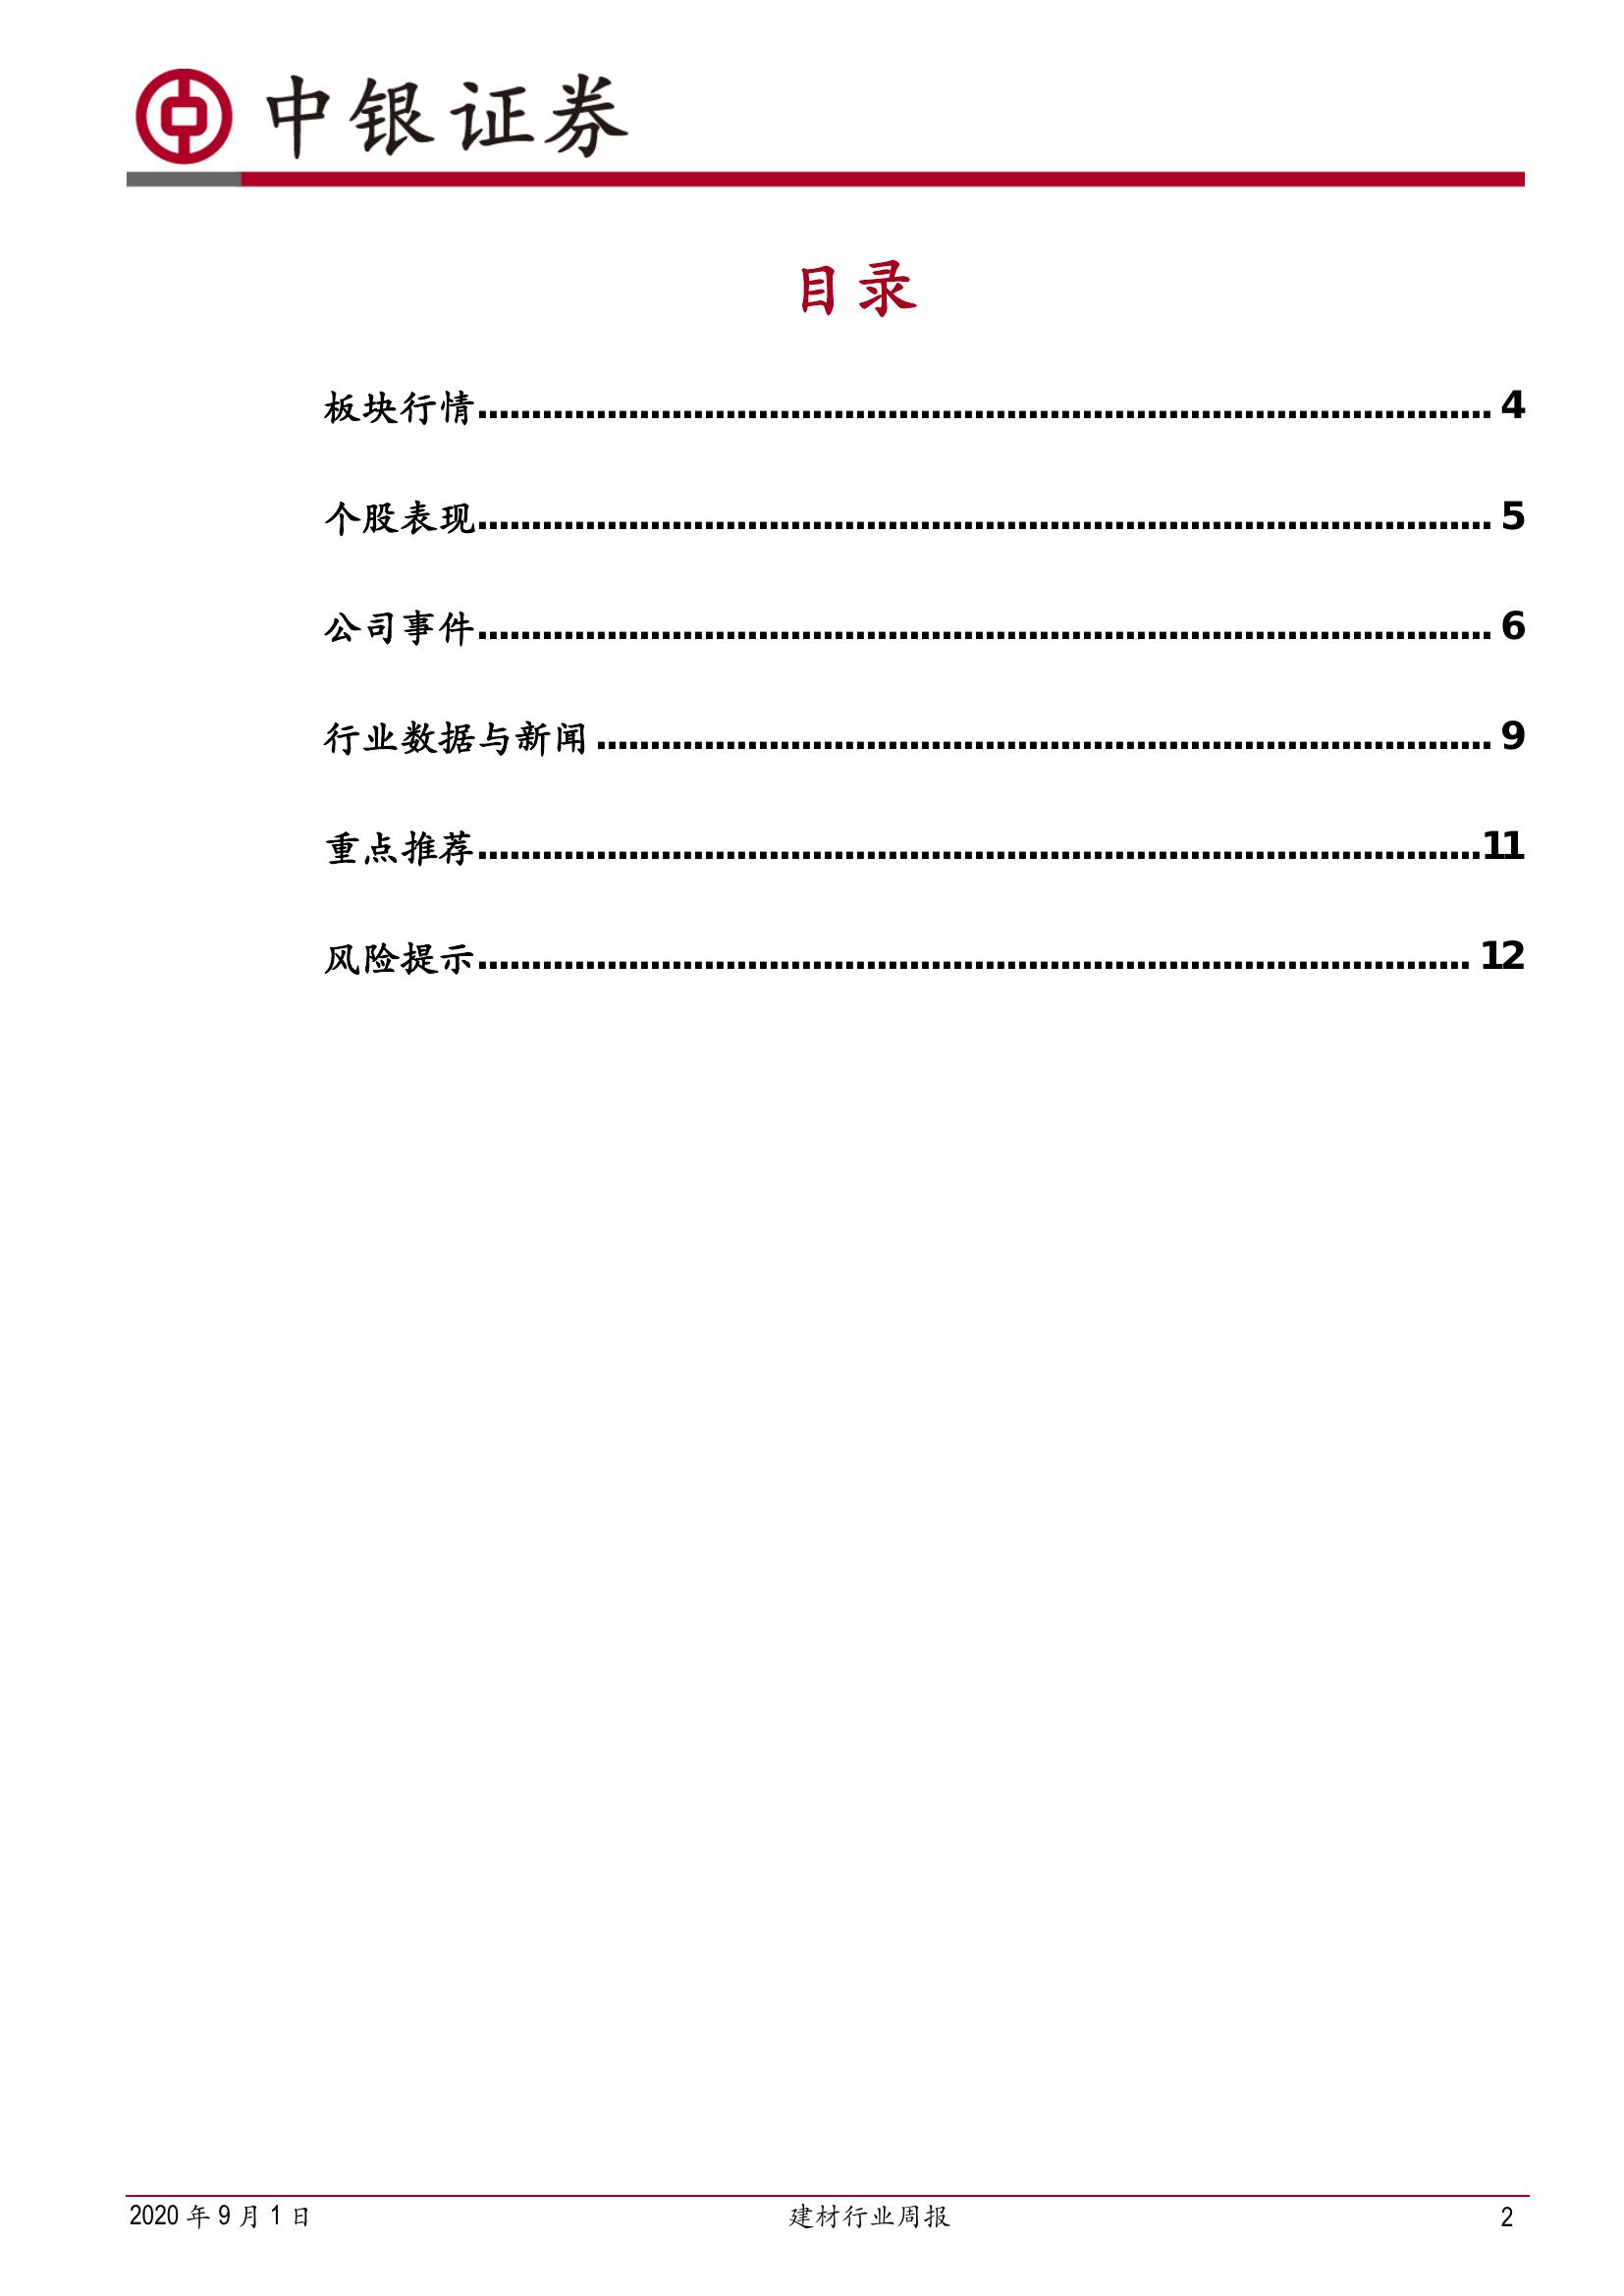 中银证券
目录
板块行情........................................................................ 4
个股表现........................................................................ 5
公司事件........................................................................ 6
行业数据与新闻 ................................................................ 9
重点推荐........................................................................11
风险提示....................................................................... 12
2020 年 9 月 1 日 建材行业周报 2